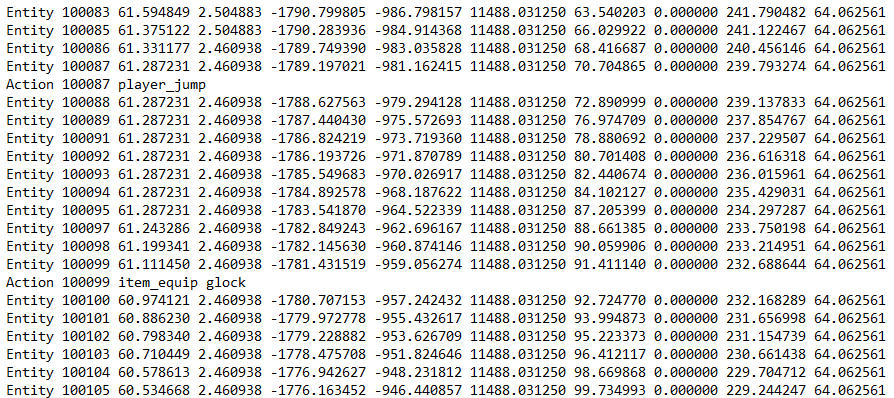 Entity 100083 61.594849 2.504883 -1790.799805 -986.798157 11488.031250 63.540203 0.000000 241.790482 64.062561
Entity 100085 61.375122 2.504883 -1790.283936 -984.914368 11488.031250 66.029922 0.000000 241.122467 64.062561
Entity 100086 61.331177 2.460938 -1789.749390 -983.035828 11488.031250 68.416687 0.000000 240.456146 64.062561
Entity 100087 61.287231 2.460938 -1789.197021 -981.162415 11488.031250 70.704865 0.000000 239.793274 64.062561
Action 100087 player_jump
Entity 100088 61.287231 2.460938 -1788.627563 -979.294128 11488.031250 72.890999 0.000000 239.137833 64.062561
Entity 100089 61.287231 2.460938 -1787.440430 -975.572693 11488.031250 76.974709 0.000000 237.854767 64.062561
Entity 100091 61.287231 2.460938 -1786.824219 -973.719360 11488.031250 78.880692 0.000000 237.229507 64.062561
Entity 100092 61.287231 2.460938 -1786.193726 -971.870789 11488.031250 80.701408 0.000000 236.616318 64.062561
Entity 100093 61.287231 2.460938 -1785.549683 -970.026917 11488.031250 82.440674 0.000000 236.015961 64.062561
Entity 100094 61.287231 2.460938 -1784.892578 -968.187622 11488.031250 84.102127 0.000000 235.429031 64.062561
Entity 100095 61.287231 2.460938 -1783.541870 -964.522339 11488.031250 87.205399 0.000000 234.297287 64.062561
Entity 100097 61.243286 2.460938 -1782.849243 -962.696167 11488.031250 88.661385 0.000000 233.750198 64.062561
Entity 100098 61.199341 2.460938 -1782.145630 -960.874146 11488.031250 90.059906 0.000000 233.214951 64.062561
Entity 100099 61.111450 2.460938 -1781.431519 -959.056274 11488.031250 91.411140 0.000000 232.688644 64.062561
Action 100099 item_equip glock
Entity 100100 60.974121 2.460938 -1780.707153 -957.242432 11488.031250 92.724770 0.000000 232.168289 64.062561
Entity 100101 60.886230 2.460938 -1779.972778 -955.432617 11488.031250 93.994873 0.000000 231.656998 64.062561
Entity 100102 60.798340 2.460938 -1779.228882 -953.626709 11488.031250 95.223373 0.000000 231.154739 64.062561
Entity 100103 60.710449 2.460938 -1778.475708 -951.824646 11488.031250 96.412117 0.000000 230.661438 64.062561
Entity 100104 60.578613 2.460938 -1776.942627 -948.231812 11488.031250 98.669868 0.000000 229.704712 64.062561
Entity 100105 60.534668 2.460938 -1776.163452 -946.440857 11488.031250 99.734993 0.000000 229.244247 64.062561